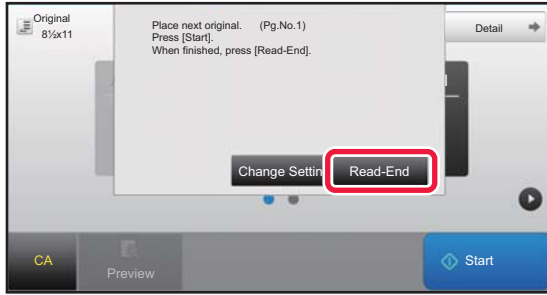 Original
8½x11
Place next original. (Pg.No.1)
Press [Start].
When finished, press [Read-End].
Detail
Change Settin
Read-End
CA
Preview
Start